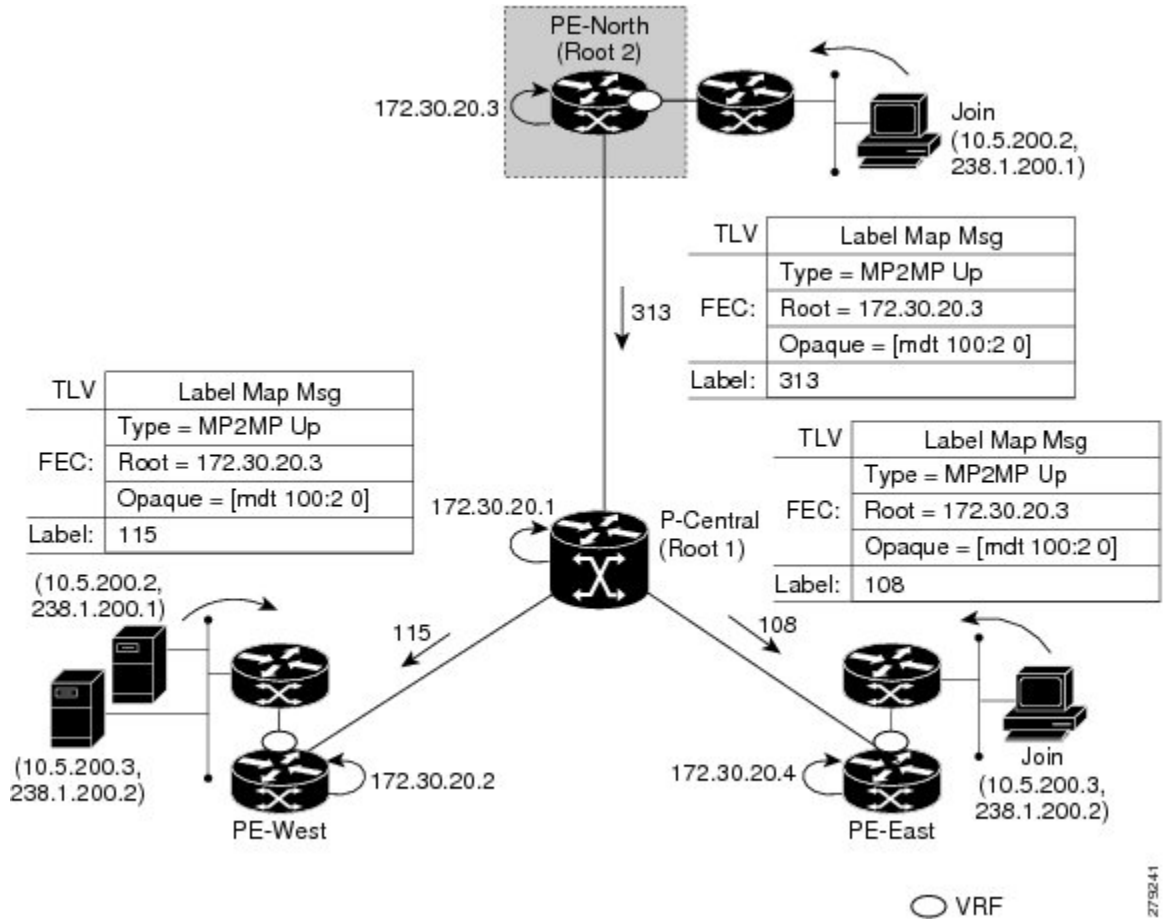 PE-North
(Root 2)
172.30.20.3
Join
(10.5.200.2,
238.1.200.1)
TLV
Label Map Msg
Type = MP2MP Up
FEC:
Root = 172.30.20.3
Opaque = [mdt 100:2 0]
Label:
313
313
TLV
Label Map Msg
Type = MP2MP Up
FEC:
Root = 172.30.20.3
Opaque = [mdt 100:2 0]
Label:
115
TLV
Label Map Msg
Type = MP2MP Up
FEC:
Root = 172.30.20.3
Opaque = [mdt 100:2 0]
Label:
108
172.30.20.1
P-Central
(Root 1)
(10.5.200.2,
238.1.200.1)
115
108
(10.5.200.3,
238.1.200.2)
172.30.20.2
PE-West
172.30.20.4
PE-East
Join
(10.5.200.3,
238.1.200.2)
VRF
279241